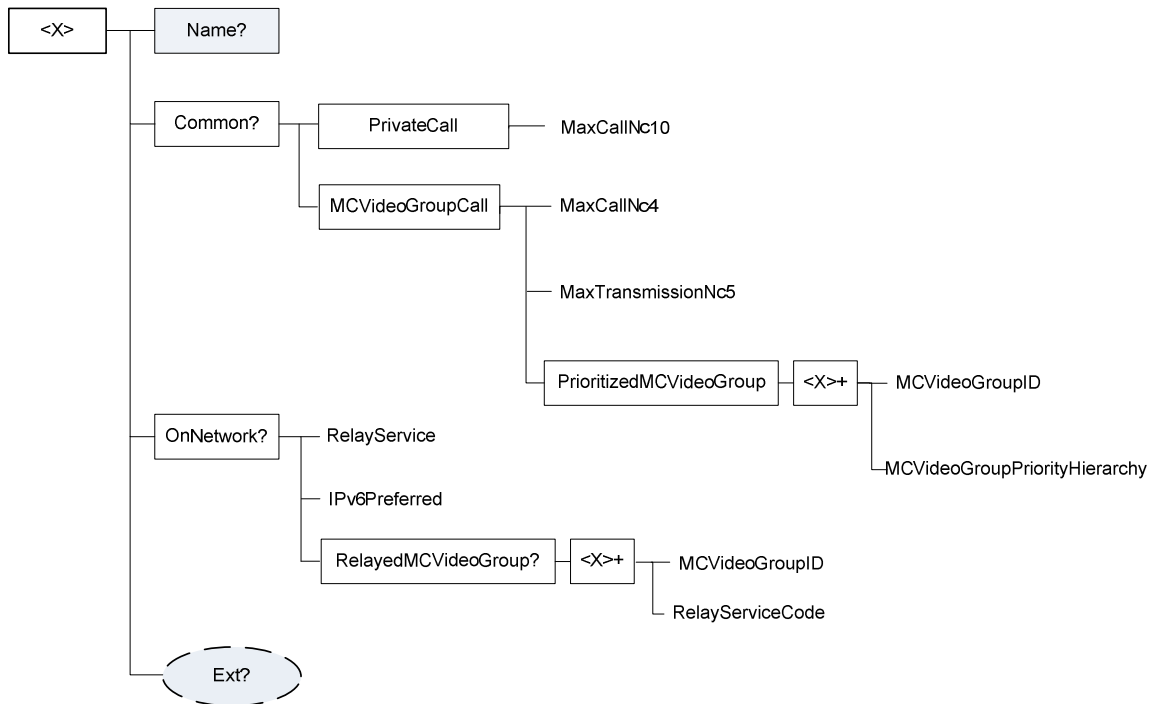 <X>
Name?
Common?
PrivateCall
MaxCallNc10
MCVideoGroupCall
MaxCallNc4
MaxTransmissionNc5
PrioritizedMCVideoGroup
<X>+
MCVideoGroupID
MCVideoGroupPriorityHierarchy
OnNetwork?
RelayService
IPv6Preferred
RelayedMCVideoGroup?
<X>+
MCVideoGroupID
RelayServiceCode
Ext?